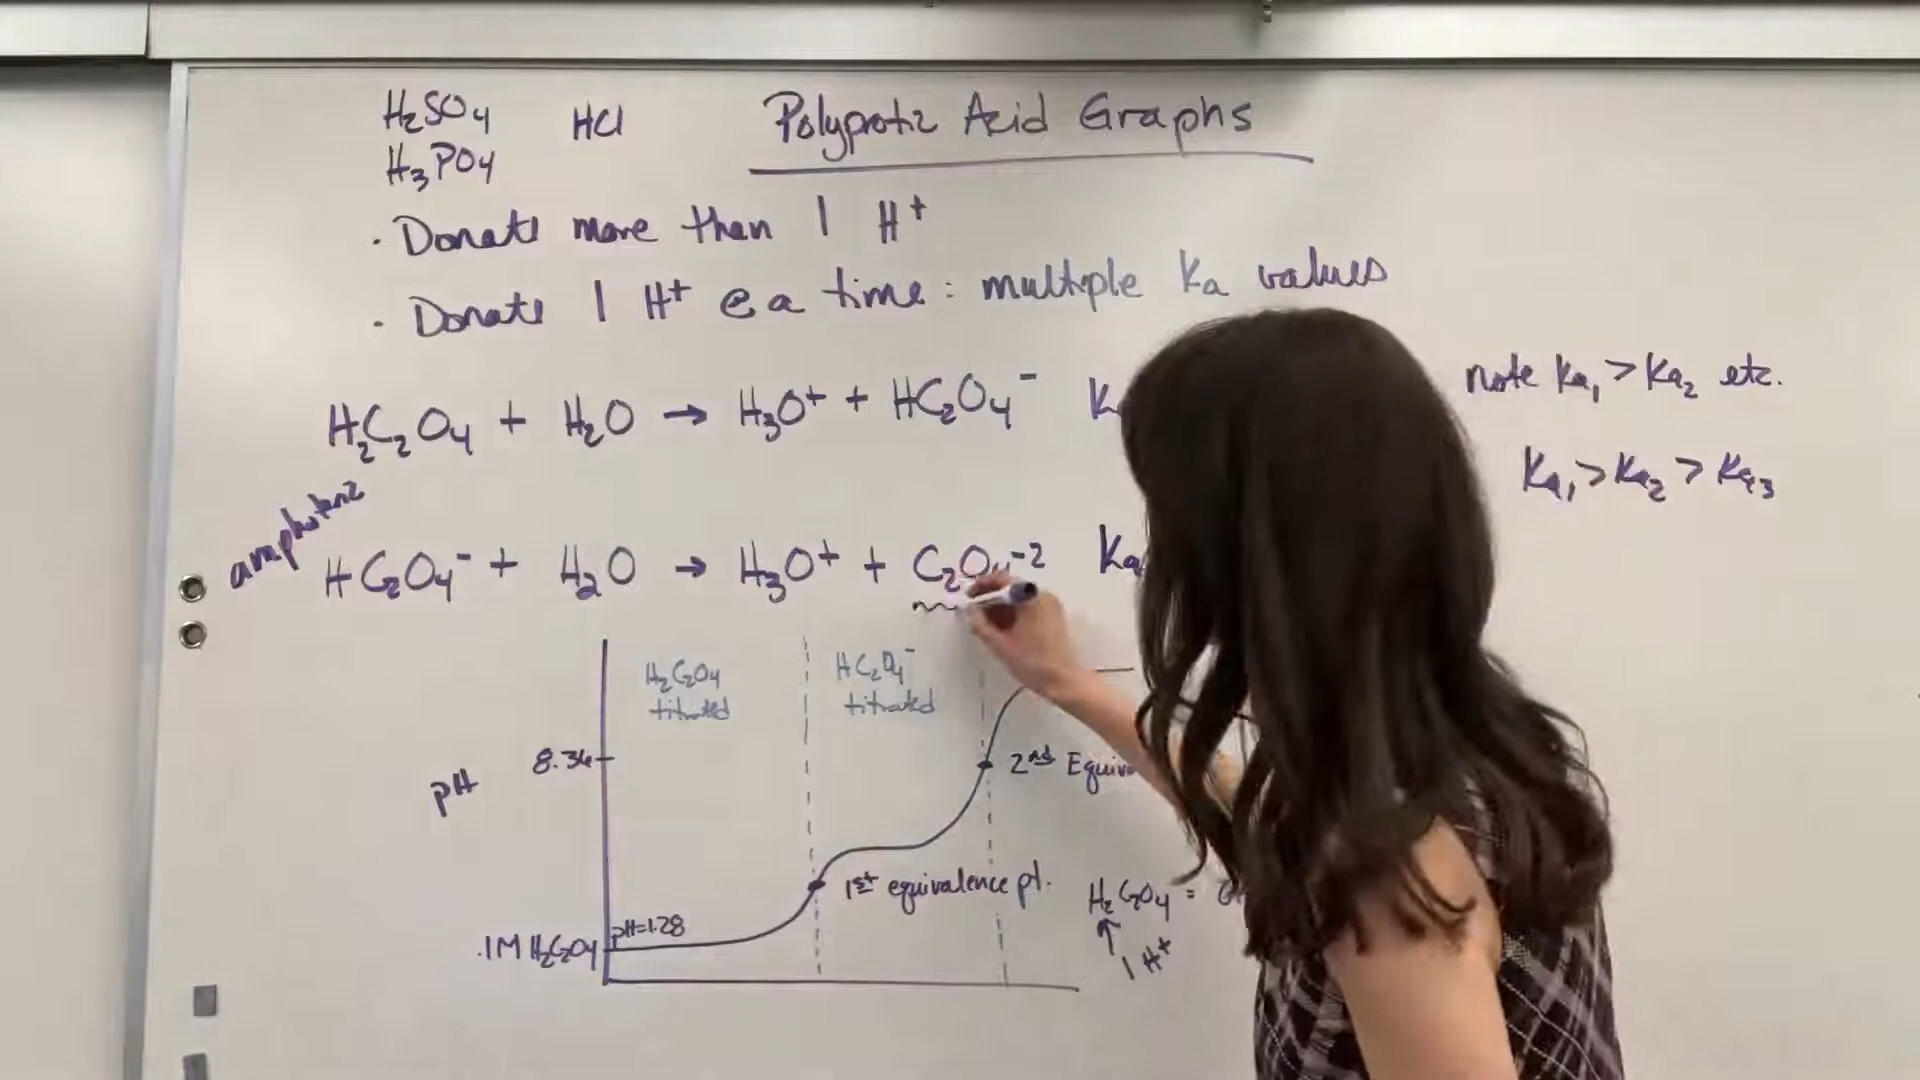 H₂SO₄ HCl Polyprotic Acid Graphs
H₃PO₄
· Donate more than 1 H⁺
· Donate 1 H⁺ @ a time : multiple Ka values
note Ka₁ > Ka₂ etc.
H₂C₂O₄ + H₂O → H₃O⁺ + HC₂O₄⁻ K
Ka₁ > Ka₂ > Ka₃
amphoteric
HC₂O₄⁻ + H₂O → H₃O⁺ + C₂O₄⁻² Ka
H₂C₂O₄
titrated
HC₂O₄⁻
titrated
8.36
pH
2nd Equiv
1st equivalence pt.
H₂C₂O₄ =
↑
1 H⁺
pH=1.28
.1M H₂C₂O₄